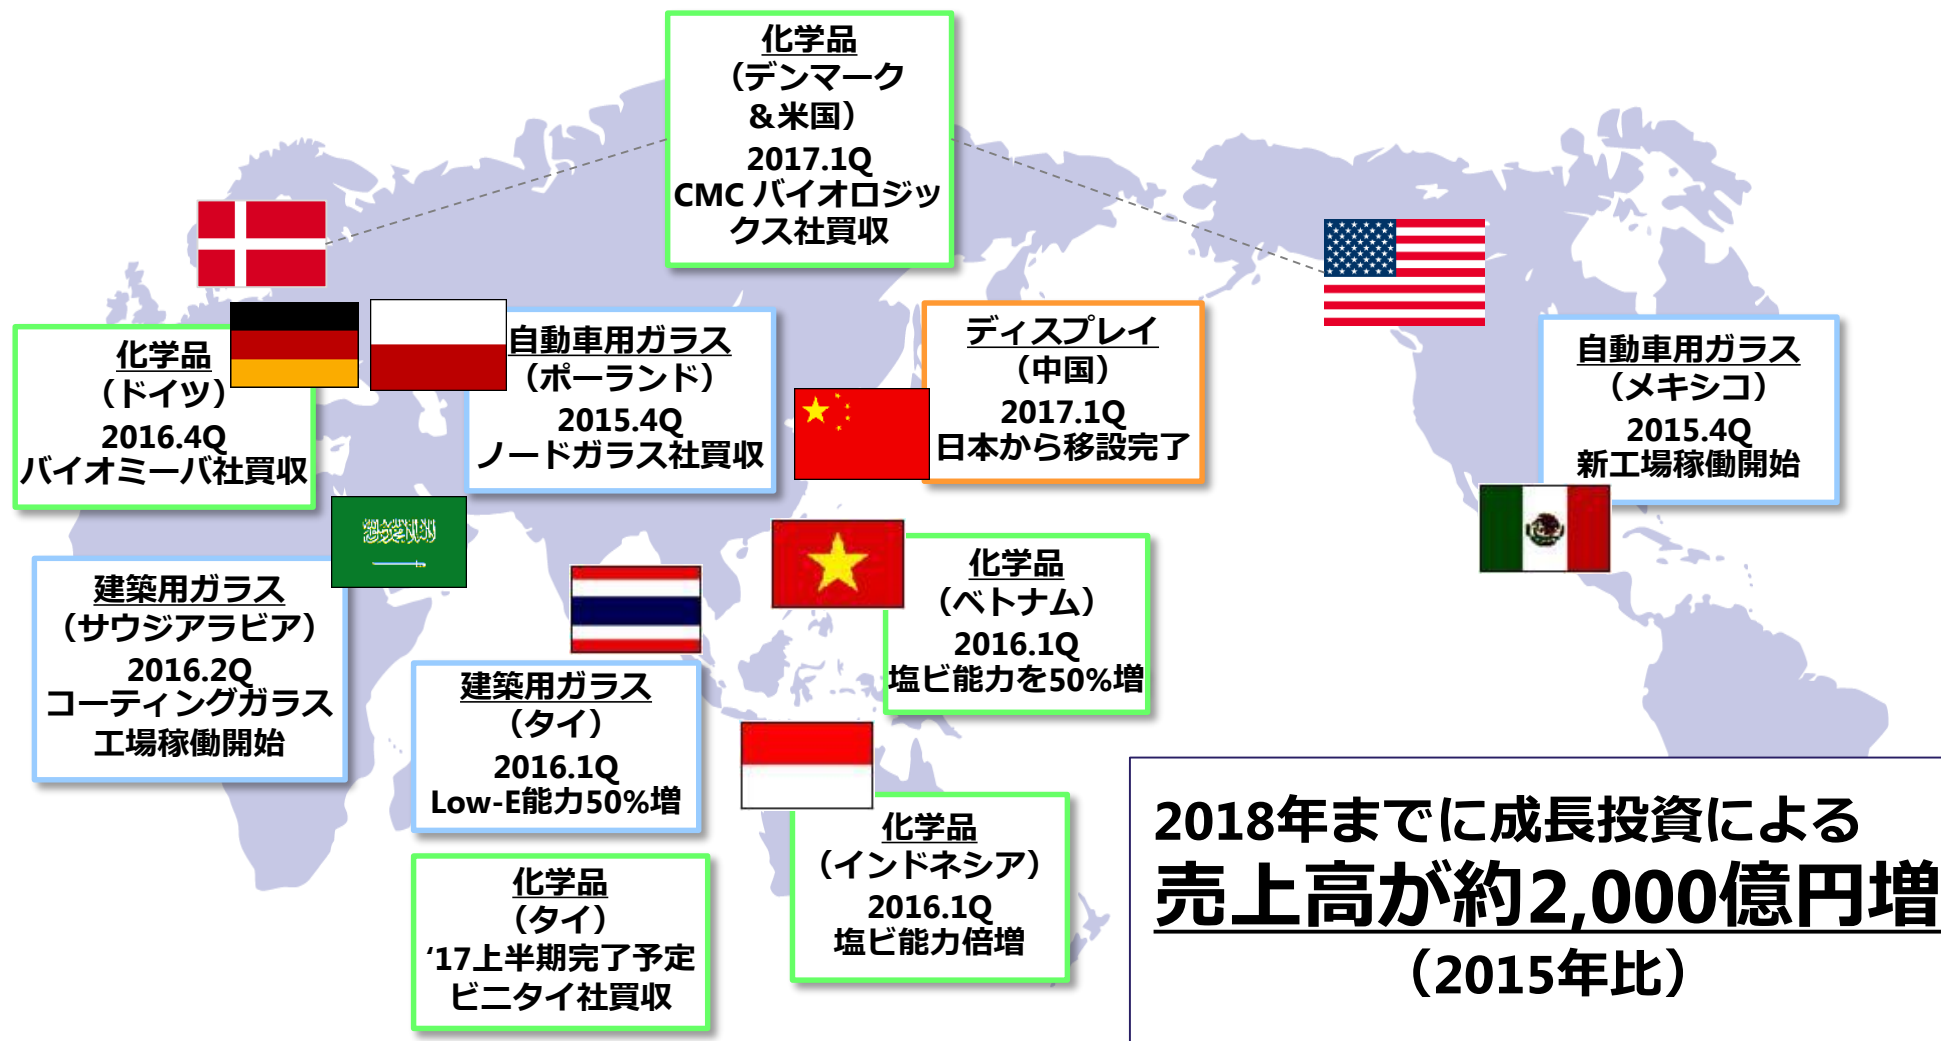 化学品
（デンマーク
＆米国）
2017.1Q
CMC バイオロジッ
クス社買収
化学品
（ドイツ）
2016.4Q
バイオミーバ社買収
自動車用ガラス
（ポーランド）
2015.4Q
ノードガラス社買収
ディスプレイ
（中国）
2017.1Q
日本から移設完了
自動車用ガラス
（メキシコ）
2015.4Q
新工場稼働開始
建築用ガラス
（サウジアラビア）
2016.2Q
コーティングガラス
工場稼働開始
建築用ガラス
（タイ）
2016.1Q
Low-E能力50%増
化学品
（ベトナム）
2016.1Q
塩ビ能力を50%増
化学品
（タイ）
‘17上半期完了予定
ビニタイ社買収
化学品
（インドネシア）
2016.1Q
塩ビ能力倍増
2018年までに成長投資による
売上高が約2,000億円増
（2015年比）